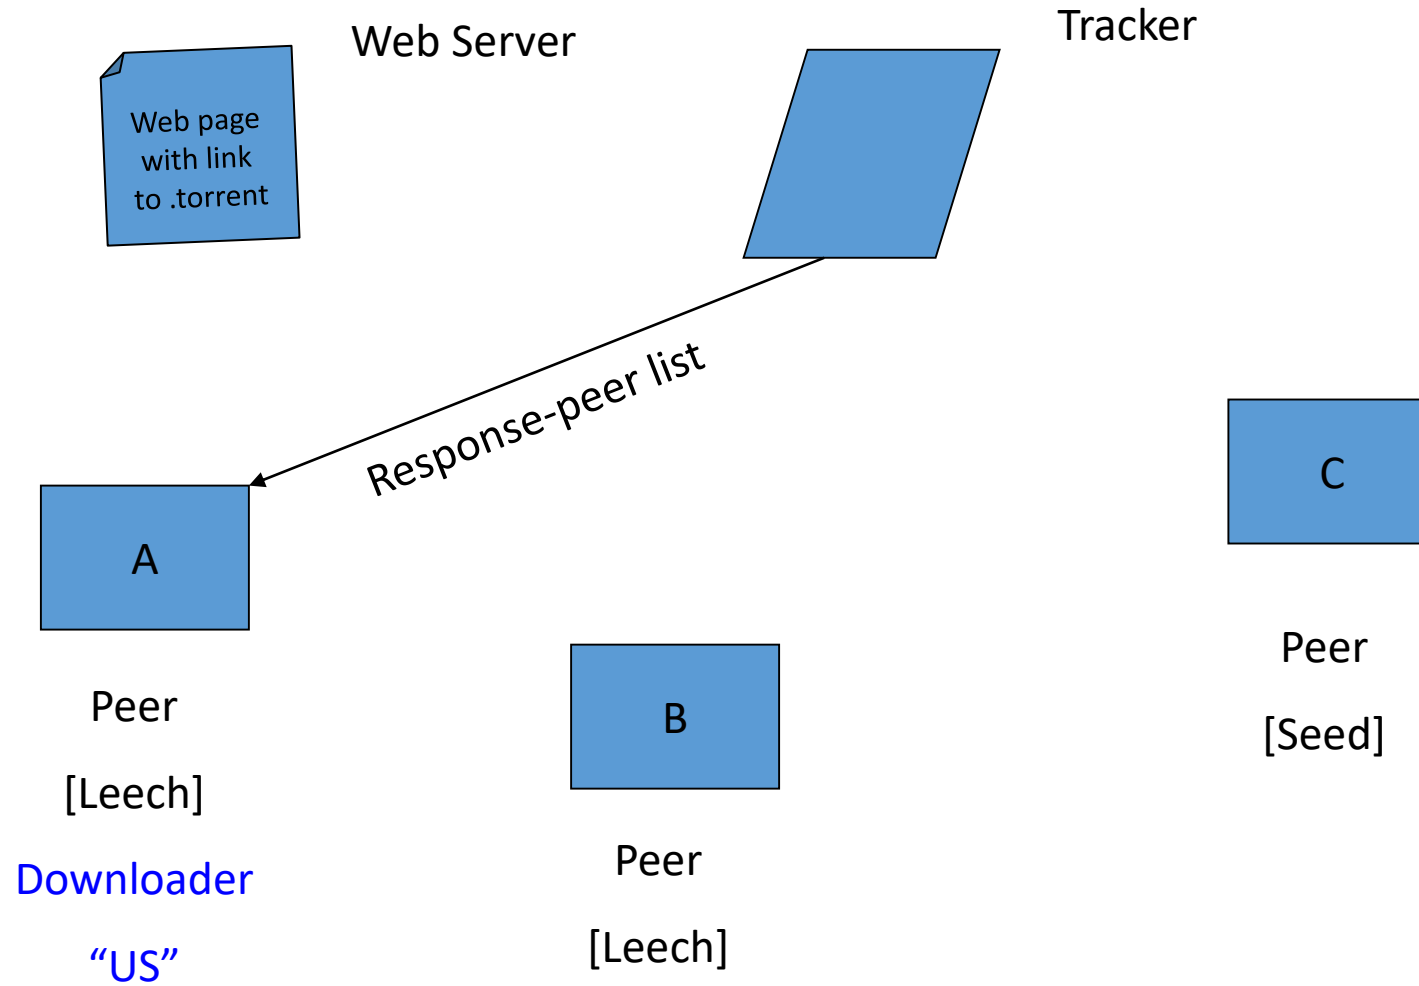 Web Server
Tracker
Web page
with link
to .torrent
Response-peer list
A
Peer
[Leech]
Downloader
“US”
B
Peer
[Leech]
C
Peer
[Seed]